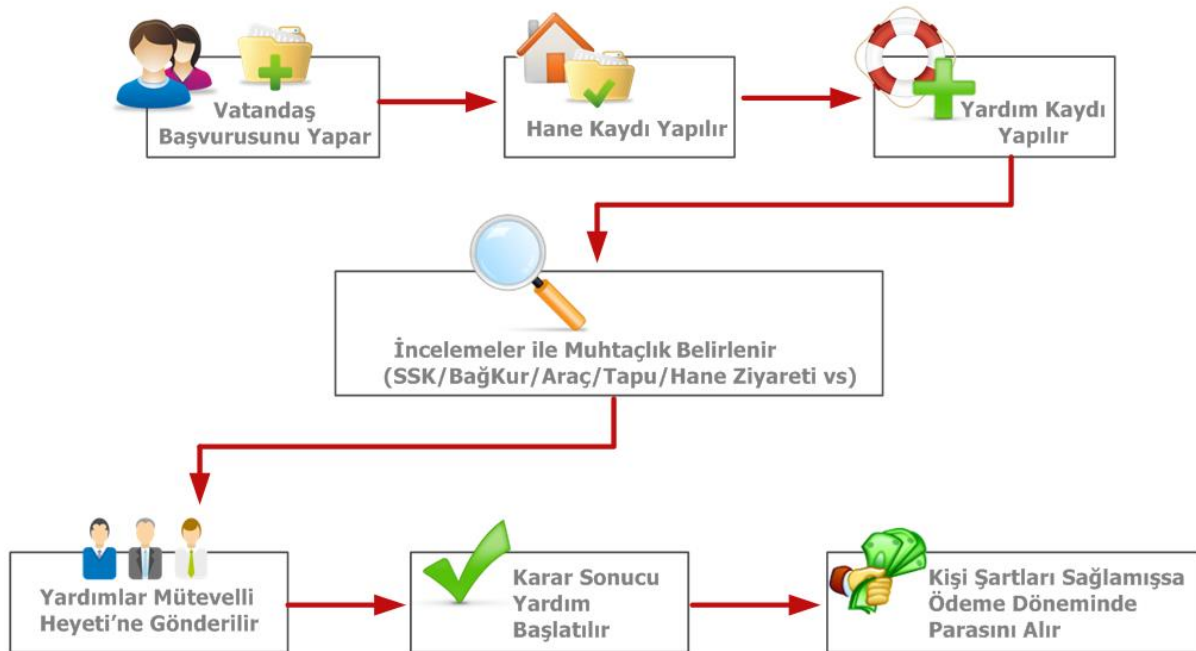 Vatandaş
Başvurusunu Yapar
Hane Kaydı Yapılır
Yardım Kaydı
Yapılır
İncelemeler ile Muhtaçlık Belirlenir
(SSK/BağKur/Araç/Tapu/Hane Ziyareti vs)
Yardımlar Mütevelli
Heyeti’ne Gönderilir
Karar Sonucu
Yardım
Başlatılır
Kişi Şartları Sağlamışsa
Ödeme Döneminde
Parasını Alır